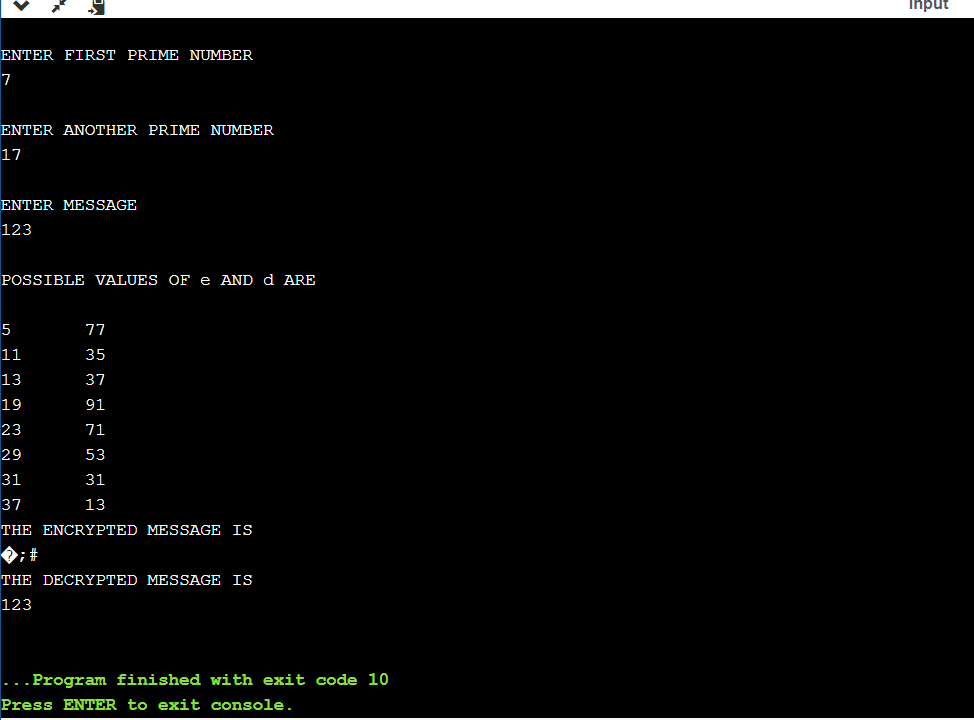 input
ENTER FIRST PRIME NUMBER
7
ENTER ANOTHER PRIME NUMBER
17
ENTER MESSAGE
123
POSSIBLE VALUES OF e AND d ARE
5 77
11 35
13 37
19 91
23 71
29 53
31 31
37 13
THE ENCRYPTED MESSAGE IS
�;#
THE DECRYPTED MESSAGE IS
123
...Program finished with exit code 10
Press ENTER to exit console.